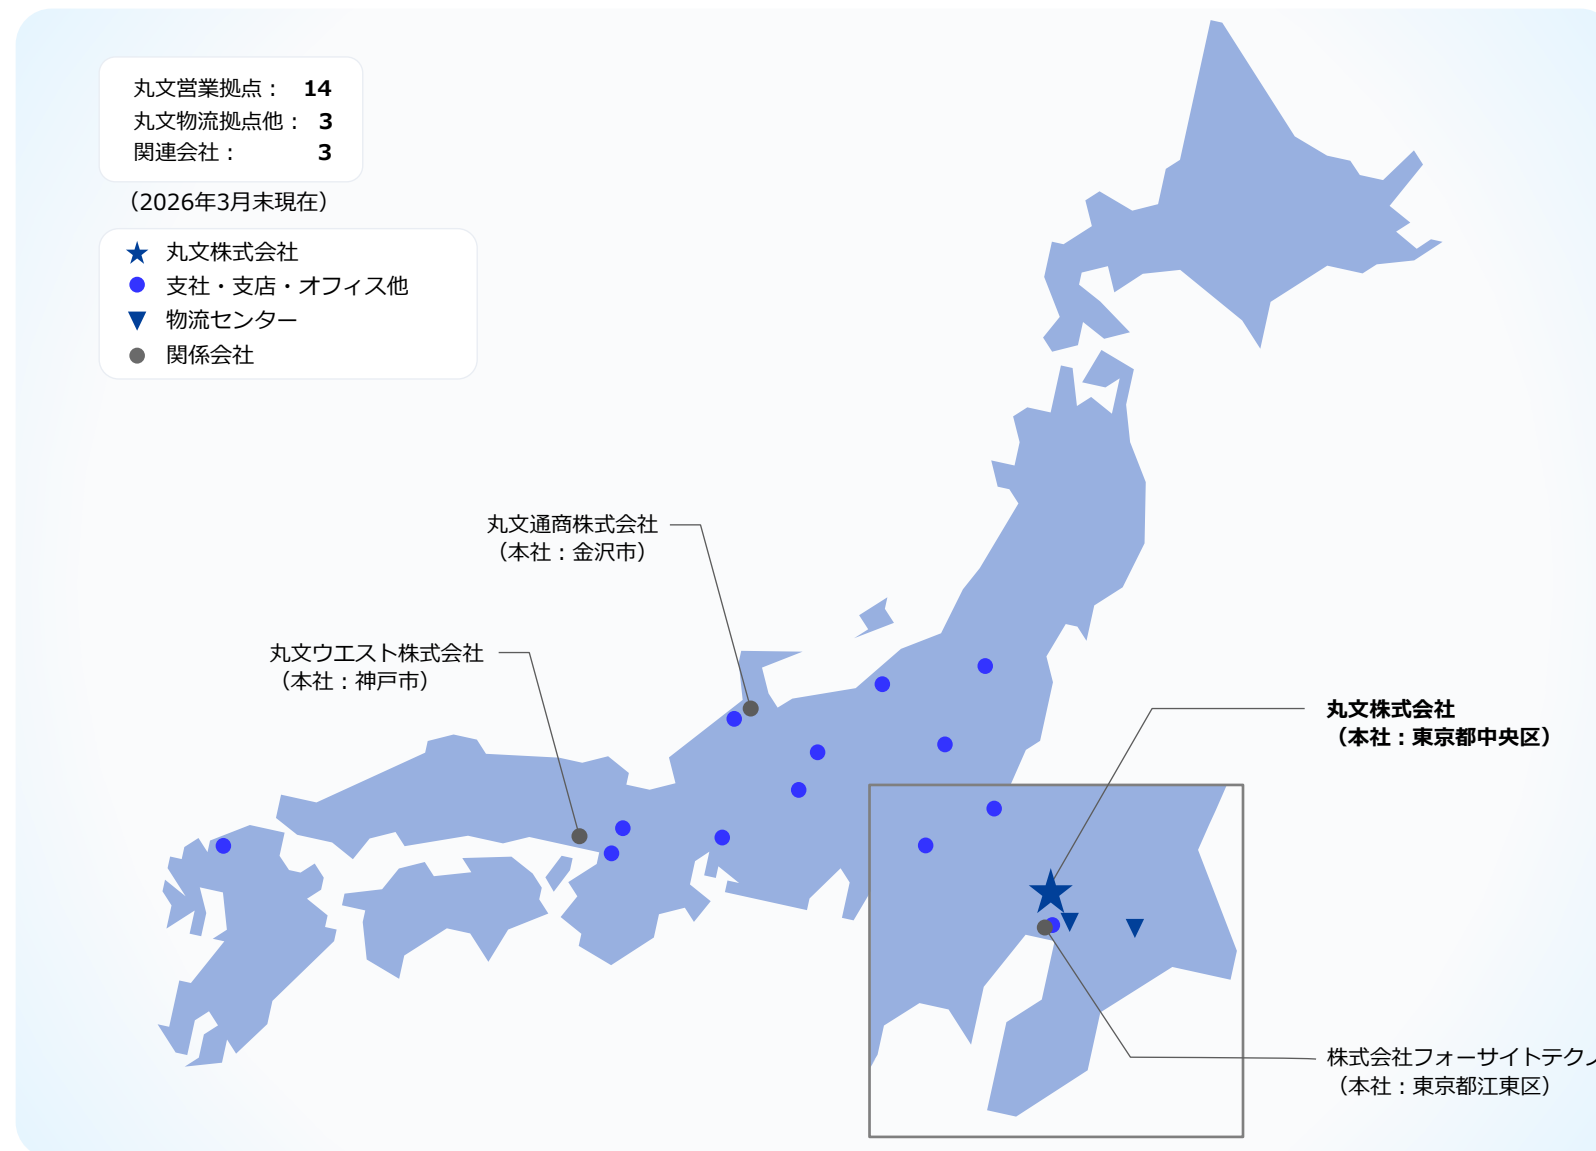 丸文営業拠点： 14
丸文物流拠点他： 3
関連会社： 3
（2026年3月末現在）
丸文株式会社
支社・支店・オフィス他
物流センター
関係会社
丸文通商株式会社
（本社：金沢市）
丸文ウエスト株式会社
（本社：神戸市）
丸文株式会社
（本社：東京都中央区）
株式会社フォーサイトテクノ
（本社：東京都江東区）